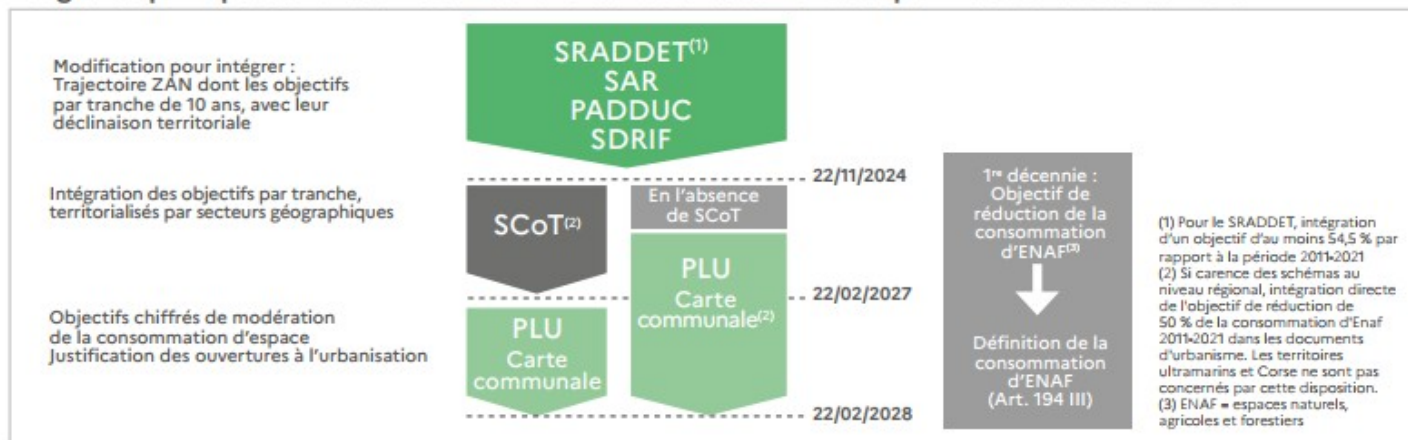 Modification pour intégrer :
Trajectoire ZAN dont les objectifs
par tranche de 10 ans, avec leur
déclinaison territoriale
SRADDET(1)
SAR
PADDUC
SDRIF
22/11/2024
Intégration des objectifs par tranche,
territorialisés par secteurs géographiques
SCoT(2)
En l'absence
de SCoT
PLU
Carte
communale(2)
22/02/2027
Objectifs chiffrés de modération
de la consommation d'espace
Justification des ouvertures à l'urbanisation
PLU
Carte
communale
22/02/2028
1re décennie :
Objectif de
réduction de la
consommation
d'ENAF(3)
Définition de la
consommation
d'ENAF
(Art. 194 III)
(1) Pour le SRADDET, intégration
d'un objectif d'au moins 54,5 % par
rapport à la période 2011-2021
(2) Si carence des schémas au
niveau régional, intégration directe
de l'objectif de réduction de
50 % de la consommation d'Enaf
2011-2021 dans les documents
d'urbanisme. Les territoires
ultramarins et Corse ne sont pas
concernés par cette disposition.
(3) ENAF = espaces naturels,
agricoles et forestiers